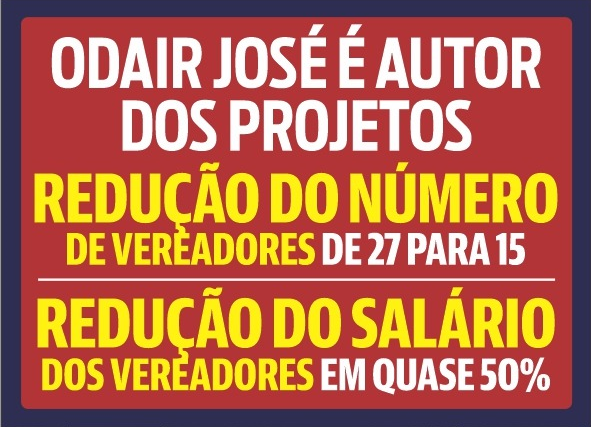 ODAIR JOSÉ É AUTOR
DOS PROJETOS
REDUÇÃO DO NÚMERO
DE VEREADORES DE 27 PARA 15
REDUÇÃO DO SALÁRIO
DOS VEREADORES EM QUASE 50%